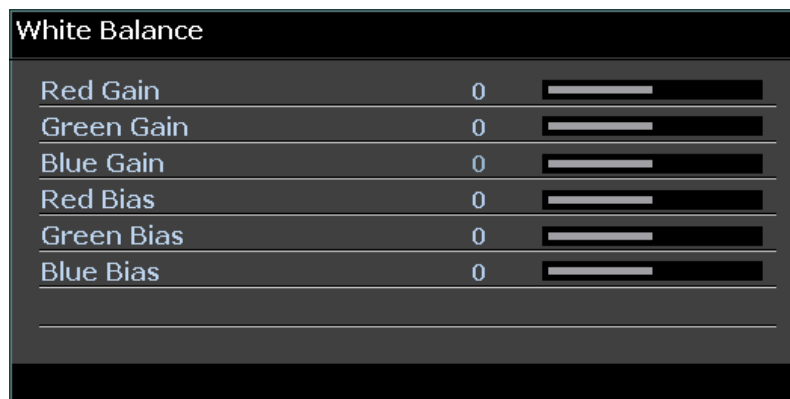 White Balance
Red Gain 0
Green Gain 0
Blue Gain 0
Red Bias 0
Green Bias 0
Blue Bias 0